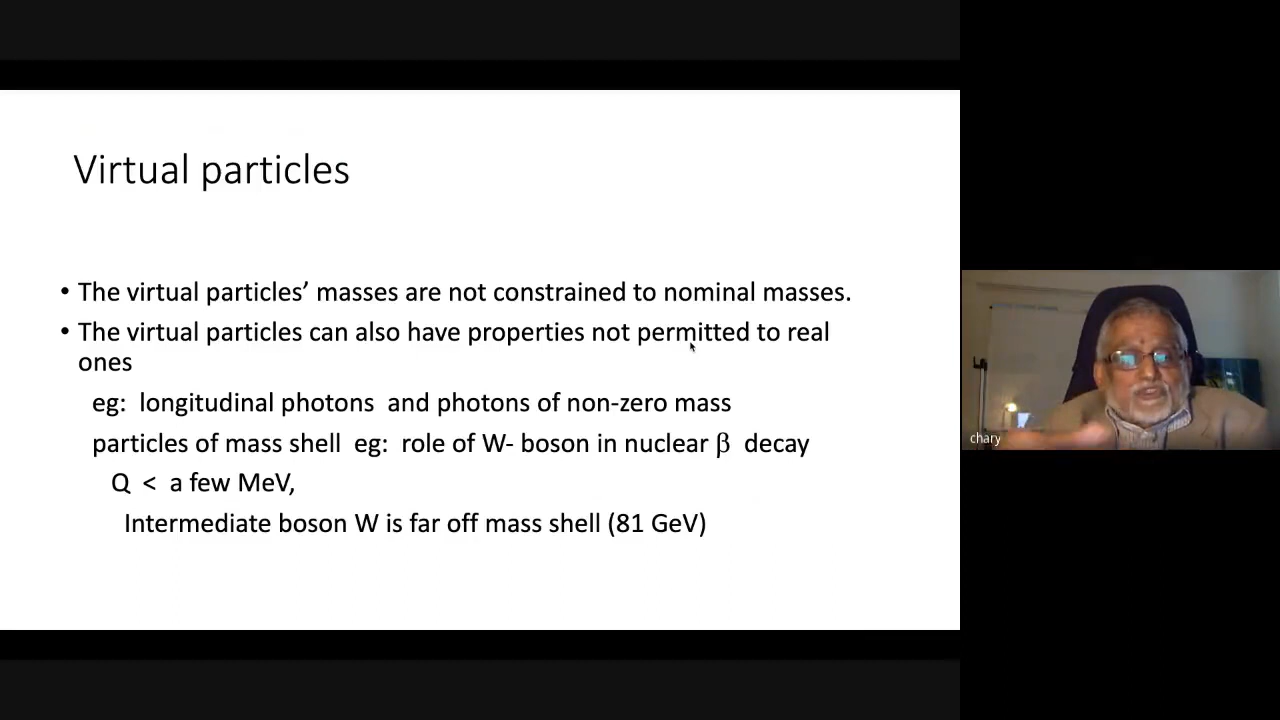 Virtual particles
• The virtual particles’ masses are not constrained to nominal masses.
• The virtual particles can also have properties not permitted to real
ones
eg: longitudinal photons and photons of non-zero mass
particles of mass shell eg: role of W- boson in nuclear β decay
Q < a few MeV,
Intermediate boson W is far off mass shell (81 GeV)
chary